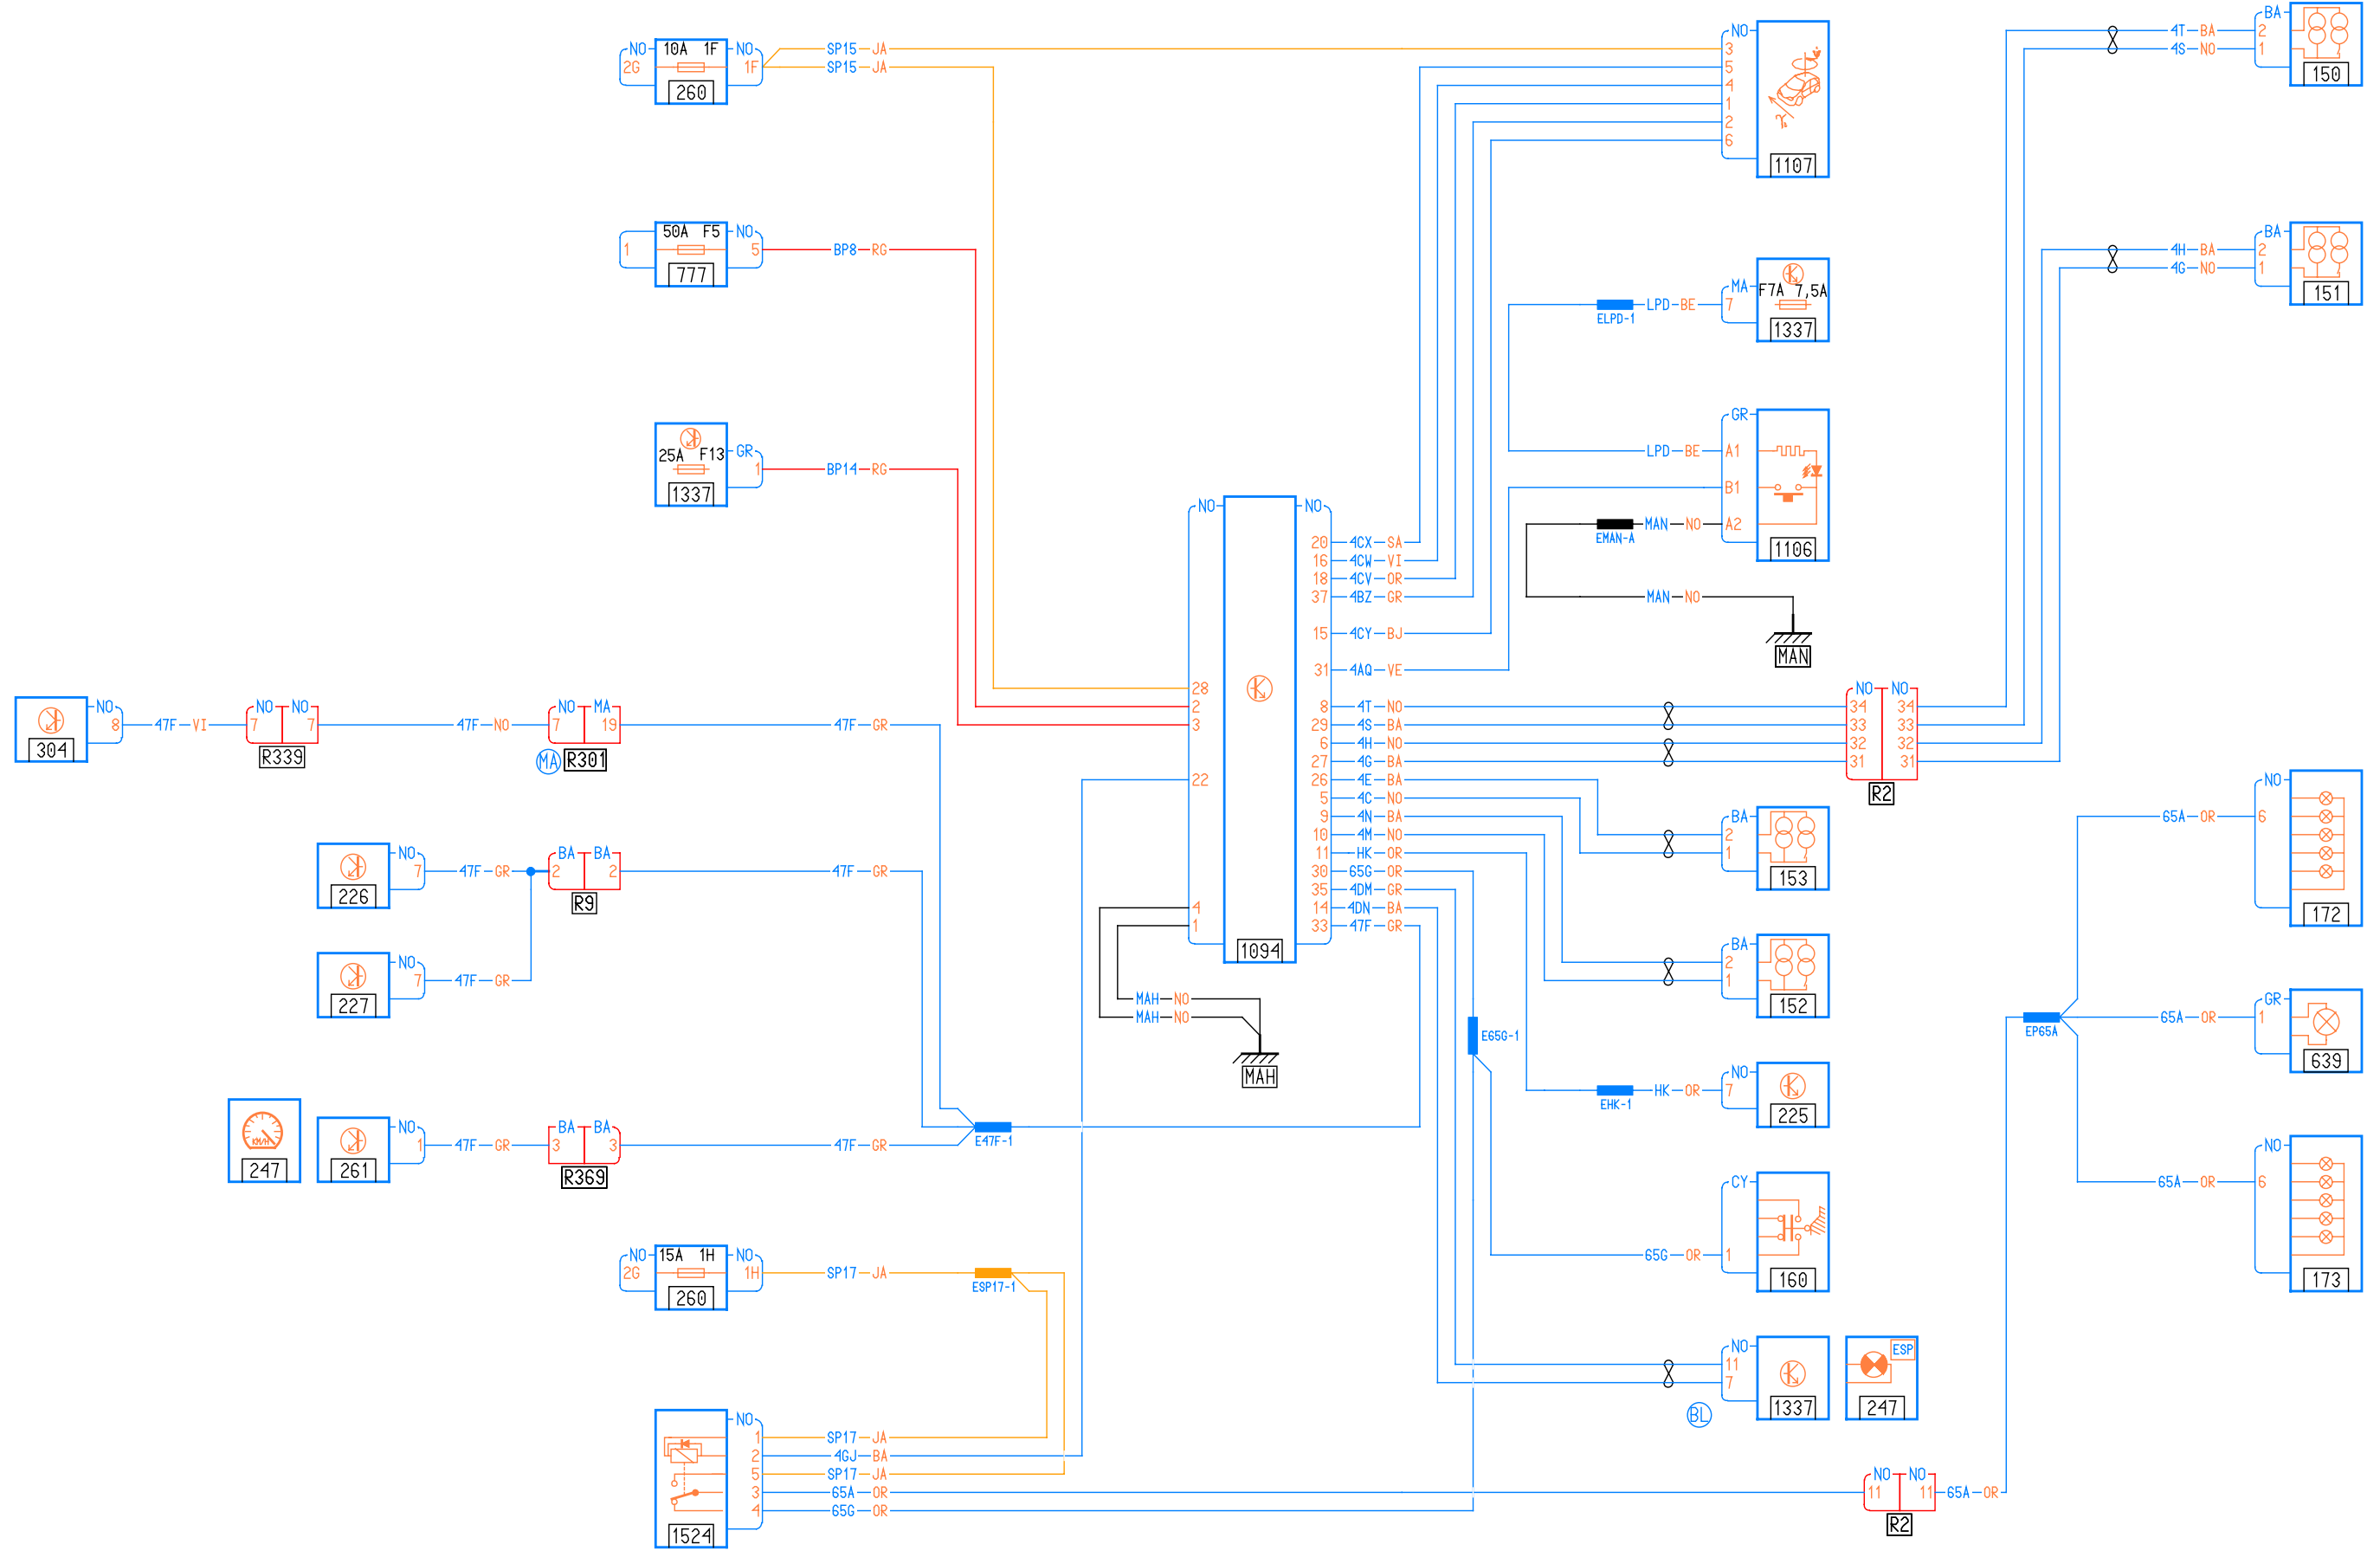 NO 10A 1F NO
2G 1F
260
SP15 JA
SP15 JA
50A F5 NO
1 5
777
BP8 RG
25A F13 GR
1
1337
BP14 RG
NO
3
5
4
1
2
6
1107
MA
F7A 7,5A
7
1337
ELPD-1
LPD BE
GR
LPD BE A1
B1
A2
1106
EMAN-A
MAN NO
MAN NO
MAN
BA
4T BA 2
4S NO 1
150
BA
4H BA 2
4G NO 1
151
NO NO
28
2
3
22
4
1
1094
20 4CX SA
16 4CW VI
18 4CV OR
37 4BZ GR
15 4CY BJ
31 4AQ VE
8 4T NO
29 4S BA
6 4H NO
27 4G BA
26 4E BA
5 4C NO
9 4N BA
10 4M NO
11 HK OR
30 65G OR
35 4DM GR
14 4DN BA
33 47F GR
NO NO
34 34
33 33
32 32
31 31
R2
NO
8
304
47F VI
NO NO
7 7
R339
47F NO
NO MA
7 19
MA R301
47F GR
NO
7
226
47F GR
BA BA
2 2
R9
47F GR
NO
7
227
47F GR
KM/H
247
NO
1
261
47F GR
BA BA
3 3
R369
47F GR
E47F-1
MAH NO
MAH NO
MAH
NO 15A 1H NO
2G 1H
260
SP17 JA
ESP17-1
NO
1 SP17 JA
2 4GJ BA
5 SP17 JA
3 65A OR
4 65G OR
1524
BA
2
1
153
BA
2
1
152
E65G-1
NO
EHK-1
HK OR 7
225
CY
65G OR 1
160
NO
11
7
1337
BL
ESP
247
NO NO
11 11
R2
65A OR
EP65A
NO
65A OR 6
172
GR
65A OR 1
639
NO
65A OR 6
173